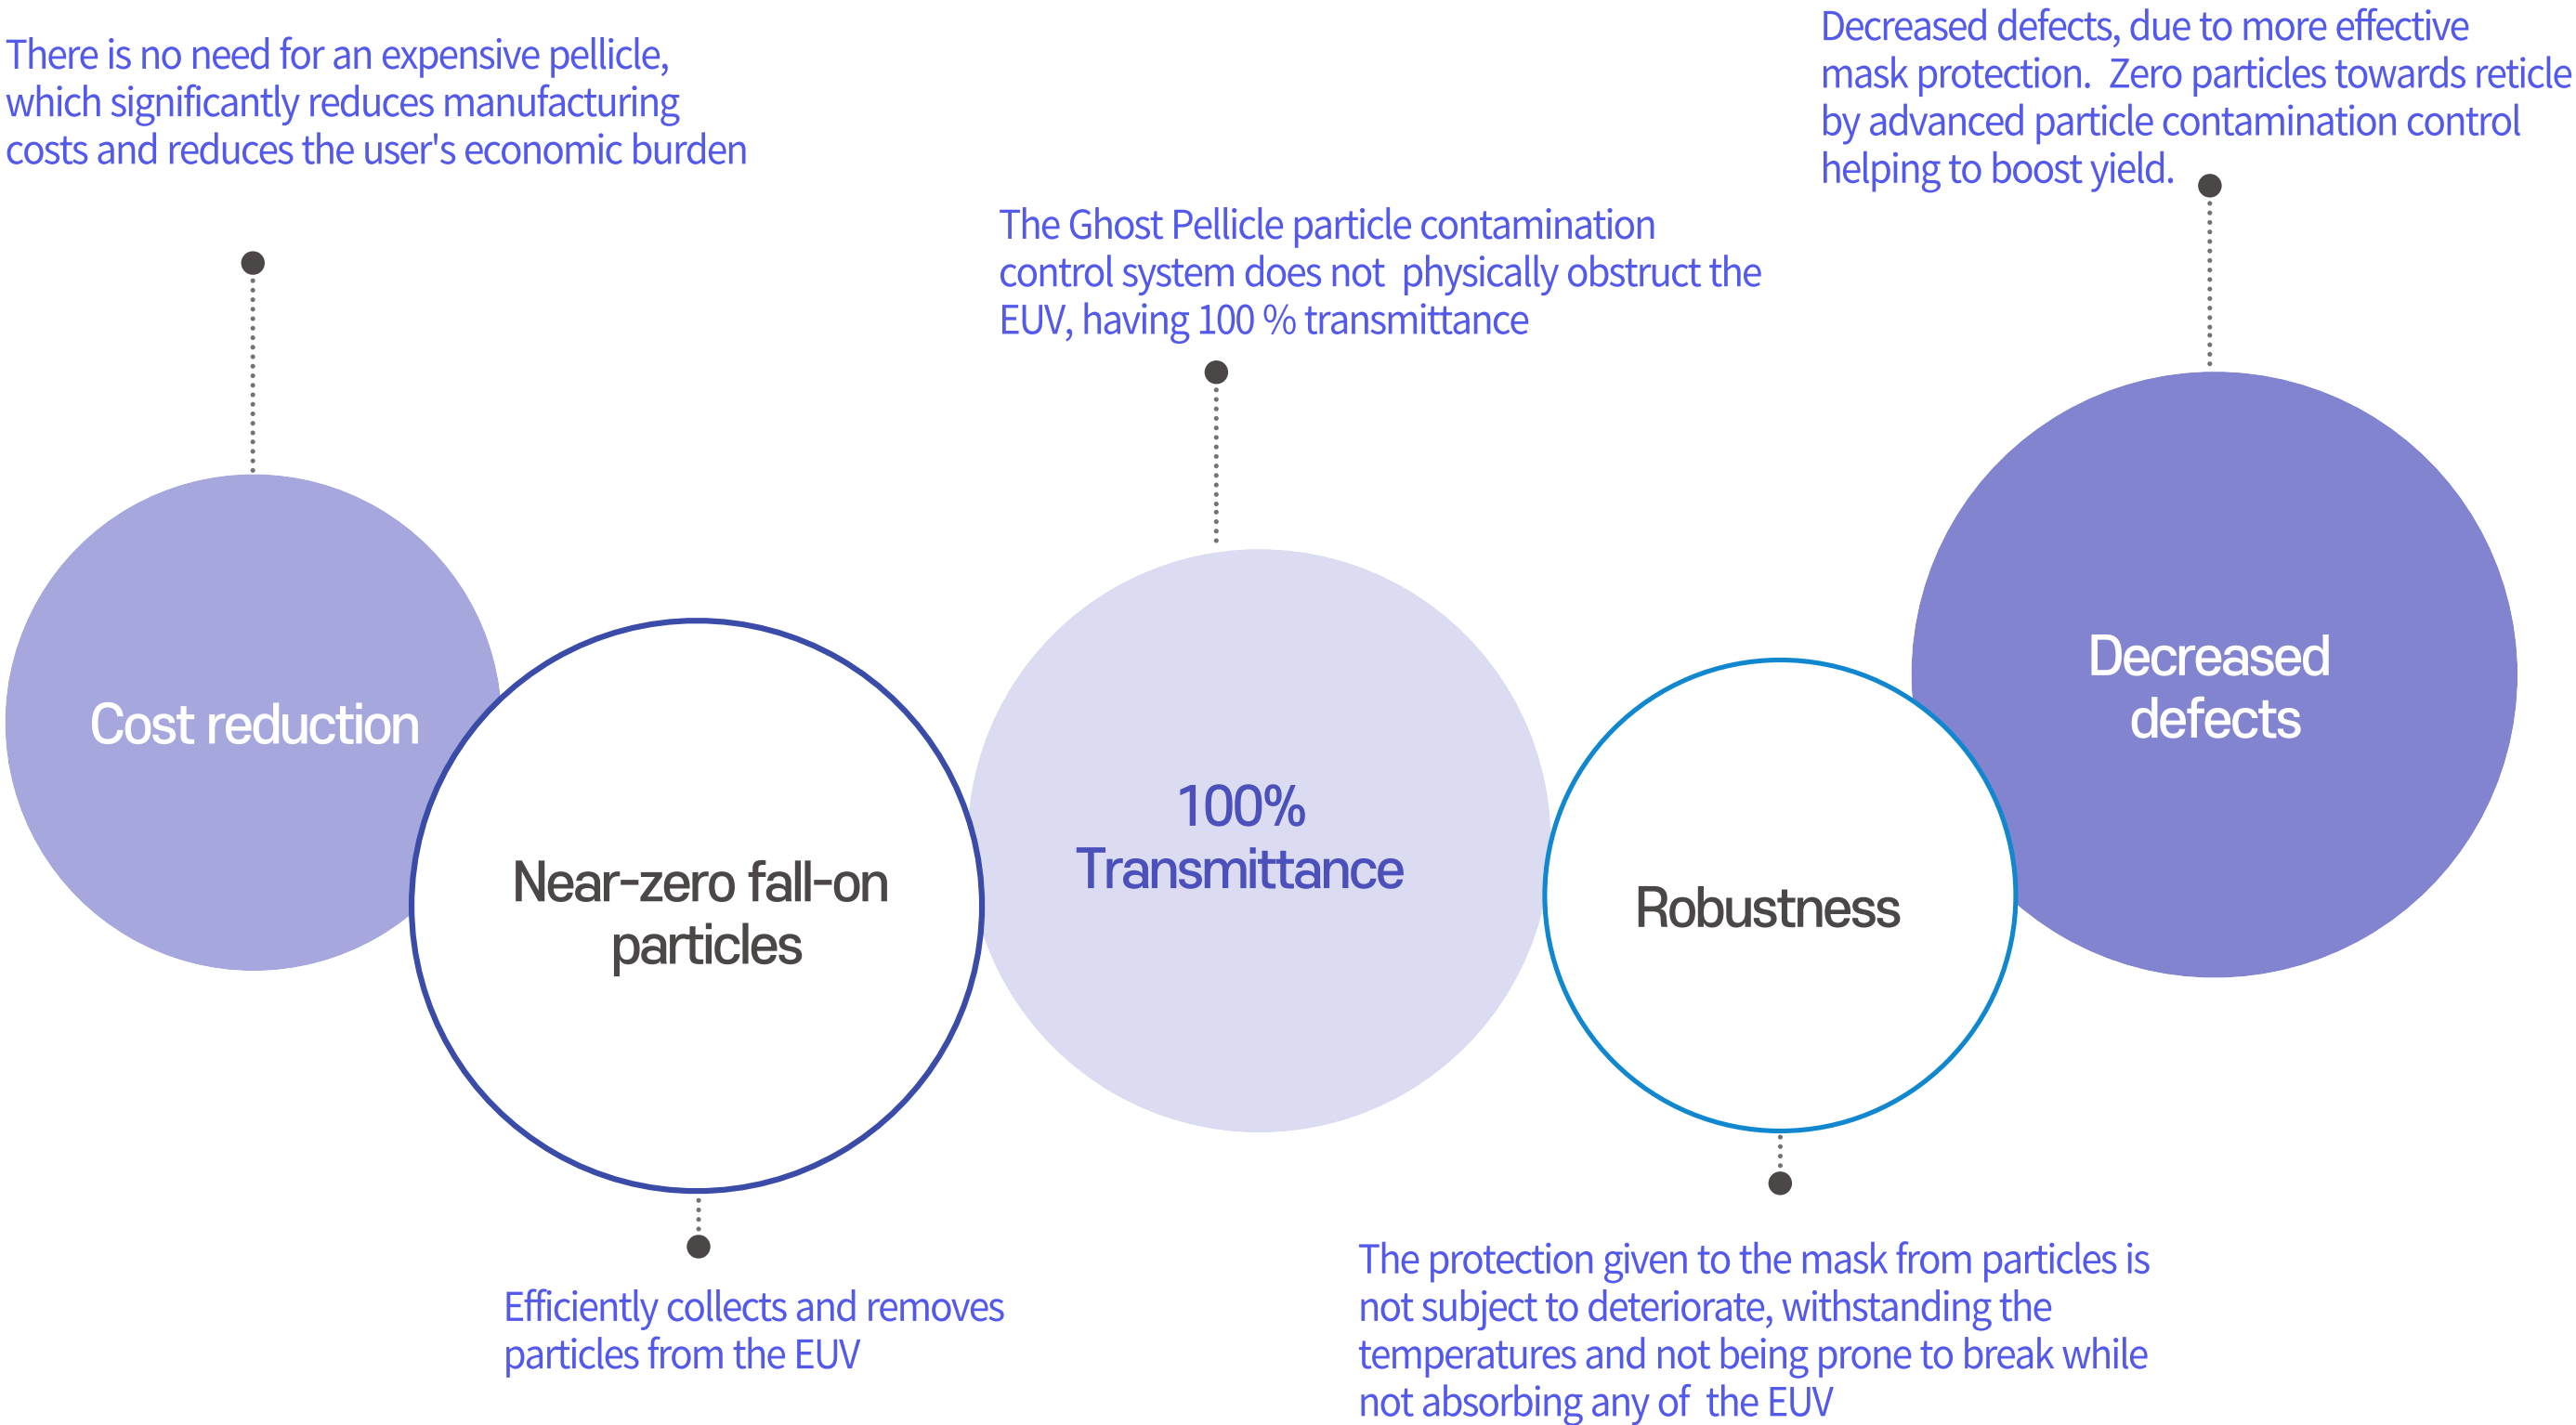 There is no need for an expensive pellicle,
which significantly reduces manufacturing
costs and reduces the user's economic burden
Cost reduction
Near-zero fall-on
particles
Efficiently collects and removes
particles from the EUV
The Ghost Pellicle particle contamination
control system does not  physically obstruct the
EUV, having 100 % transmittance
100%
Transmittance
Robustness
The protection given to the mask from particles is
not subject to deteriorate, withstanding the
temperatures and not being prone to break while
not absorbing any of  the EUV
Decreased defects, due to more effective
mask protection.  Zero particles towards reticle
by advanced particle contamination control
helping to boost yield.
Decreased
defects